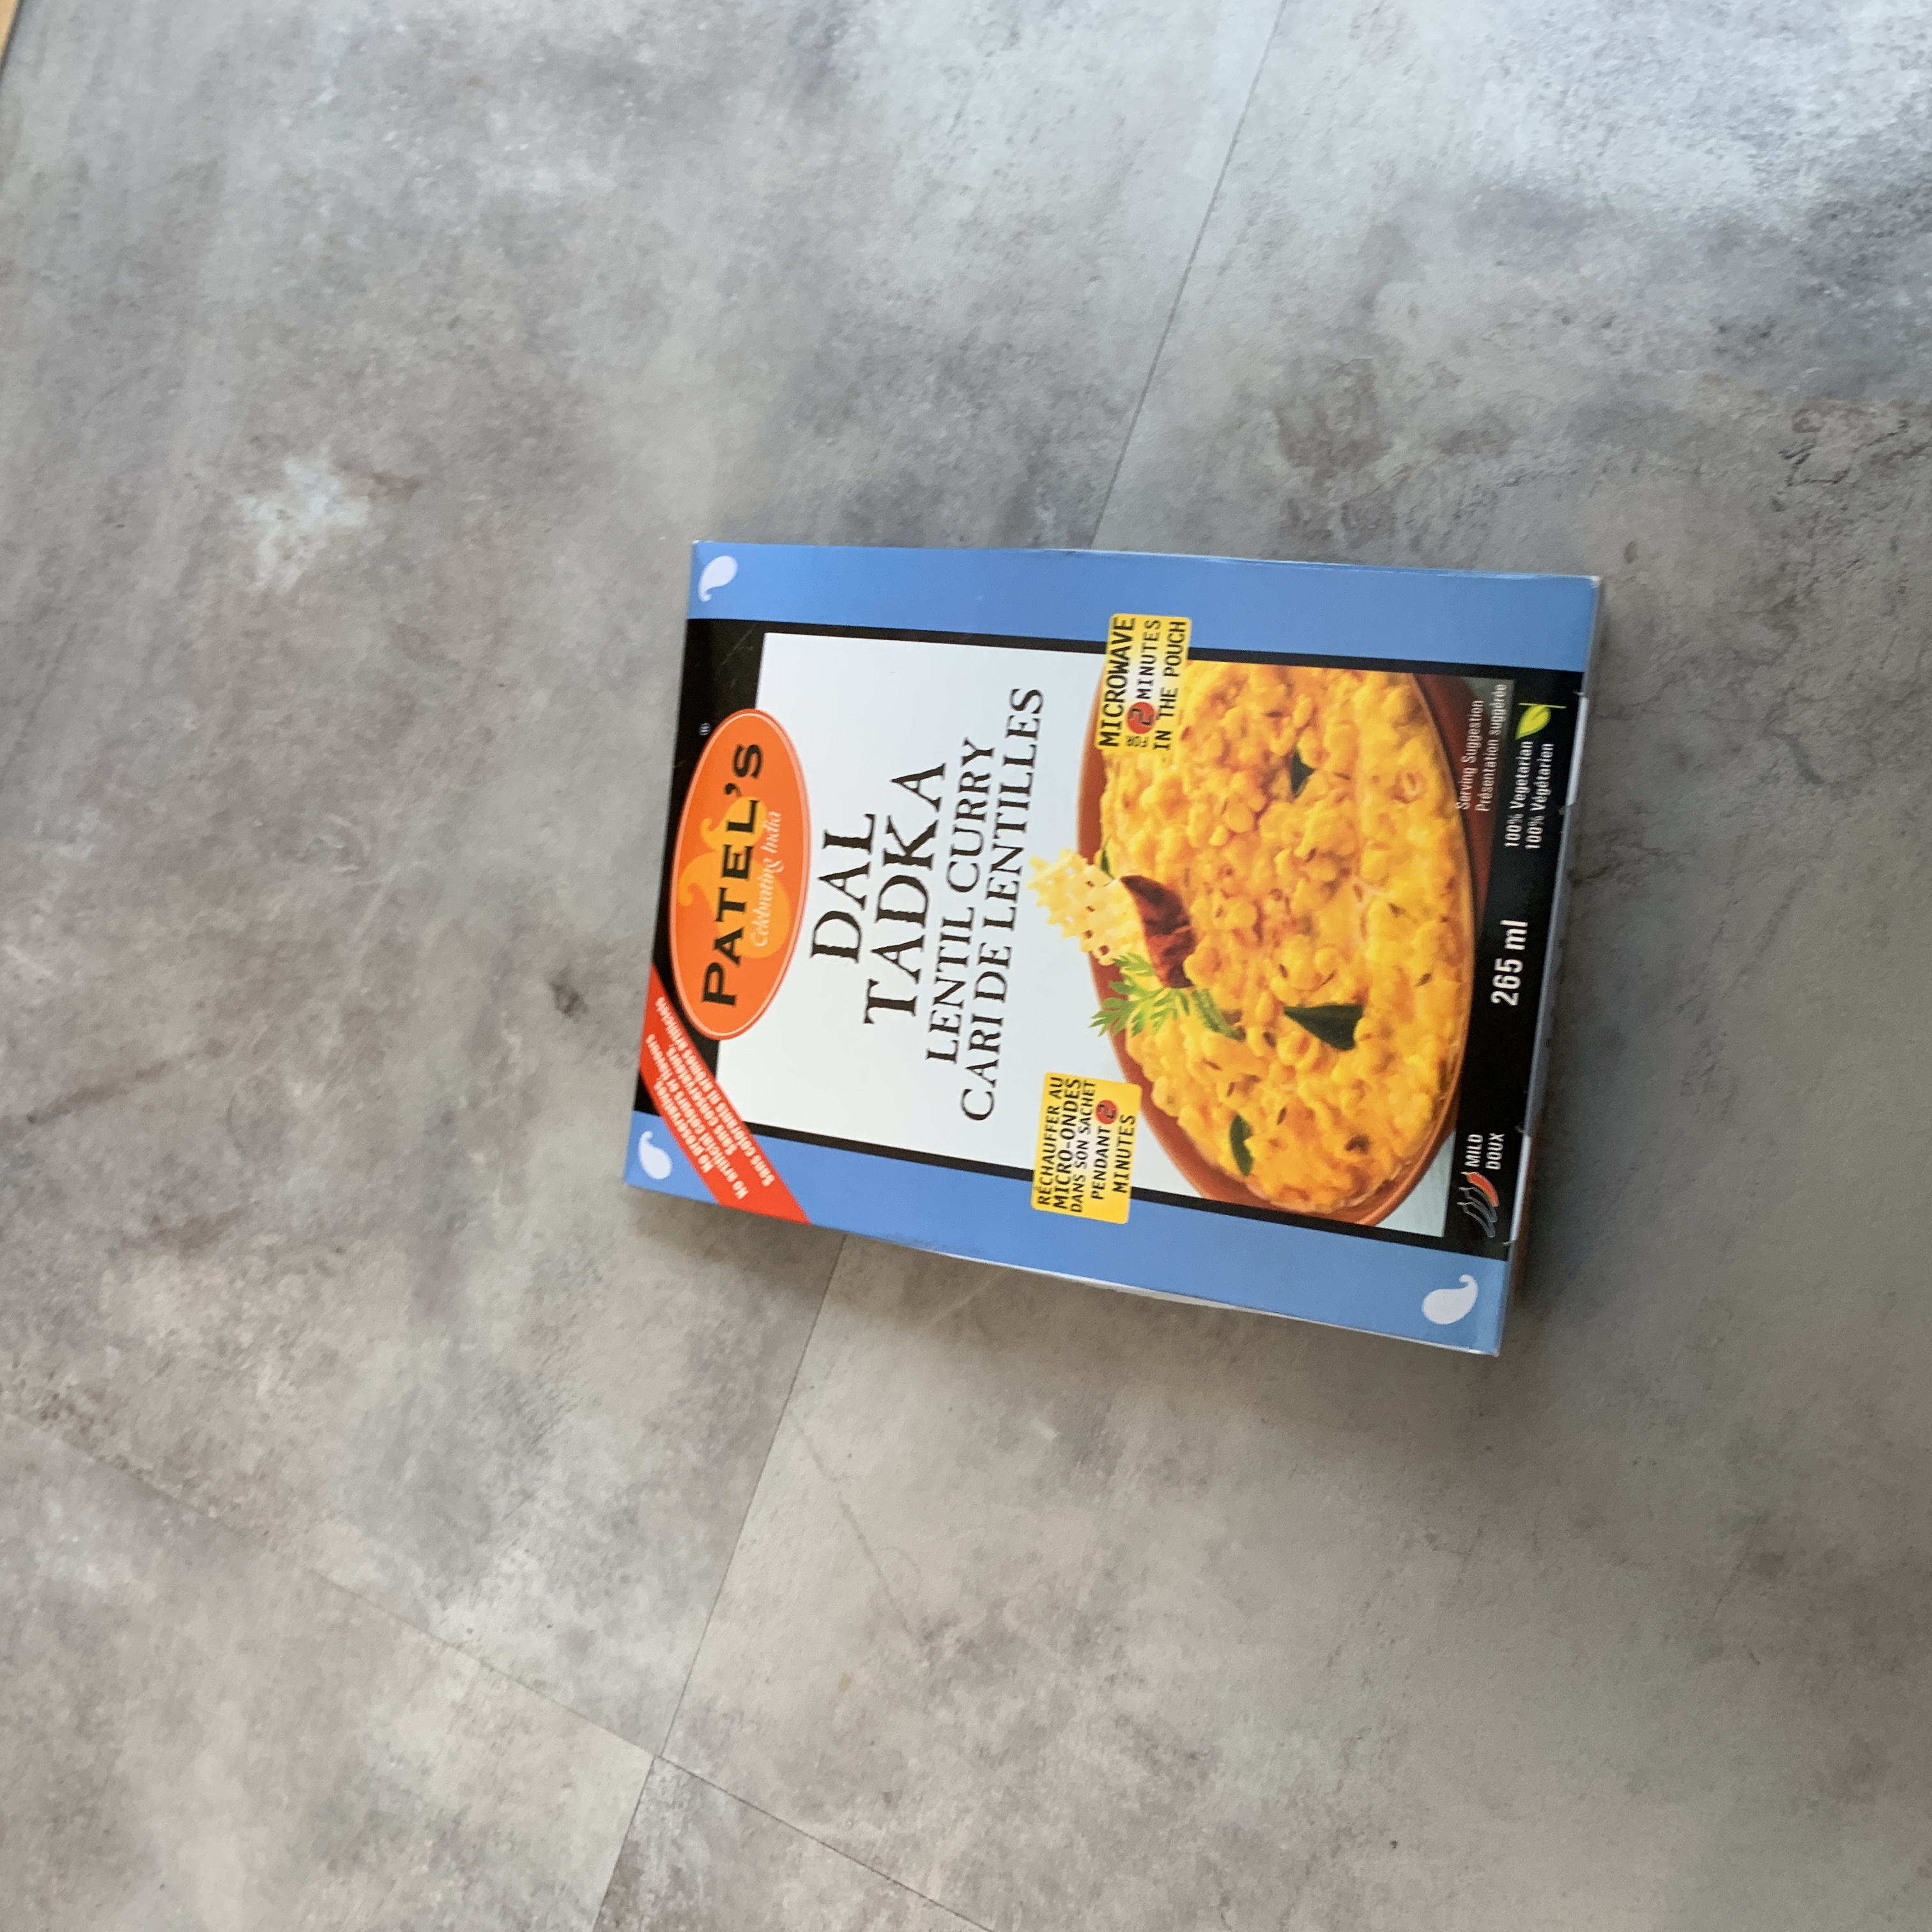 No preservatives,
No artificial colours or flavours
Sans conservateurs,
Sans colorants ni arômes artificiels
PATEL'S ®
Celebrating India
DAL
TADKA
LENTIL CURRY
CARI DE LENTILLES
RÉCHAUFFER AU
MICRO-ONDES
DANS SON SACHET
PENDANT 2
MINUTES
MICROWAVE
FOR 2 MINUTES
IN THE POUCH
MILD
DOUX
265 ml
Serving Suggestion
Présentation suggérée
100% Vegetarian
100% Végétarien